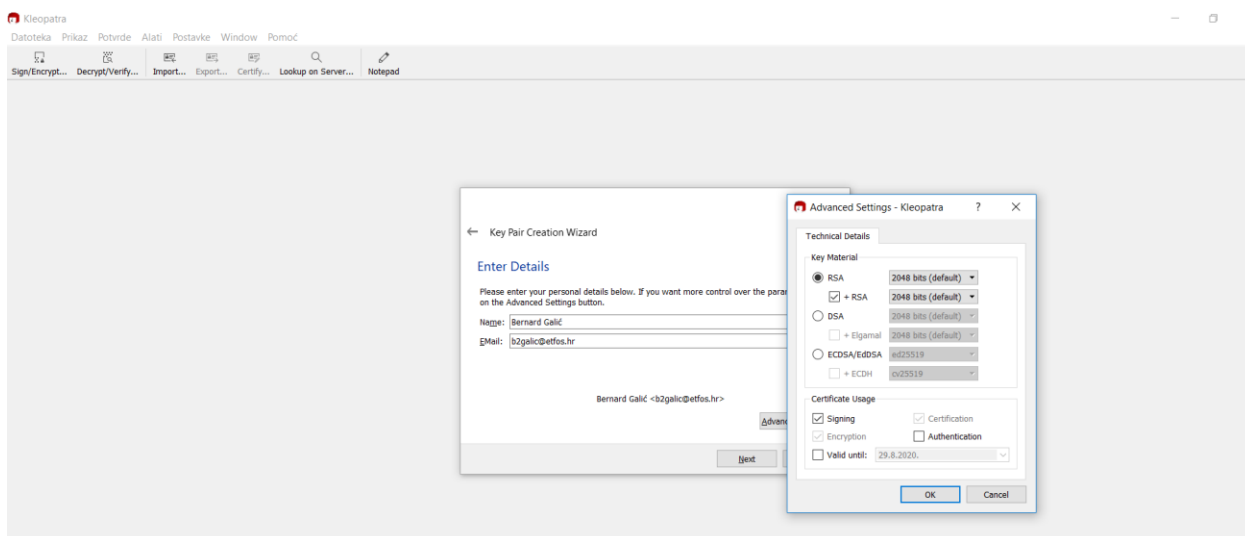 Kleopatra
Datoteka Prikaz Potvrde Alati Postavke Window Pomoć
Sign/Encrypt... Decrypt/Verify... Import... Export... Certify... Lookup on Server... Notepad
Key Pair Creation Wizard
Enter Details
Please enter your personal details below. If you want more control over the para
on the Advanced Settings button.
Name: Bernard Galić
EMail: b2galic@etfos.hr
Bernard Galić <b2galic@etfos.hr>
Advanc
Next
Advanced Settings - Kleopatra ?
Technical Details
Key Material
RSA 2048 bits (default)
+ RSA 2048 bits (default)
DSA 2048 bits (default)
+ Elgamal 2048 bits (default)
ECDSA/EdDSA ed25519
+ ECDH cv25519
Certificate Usage
Signing Certification
Encryption Authentication
Valid until: 29.8.2020.
OK Cancel